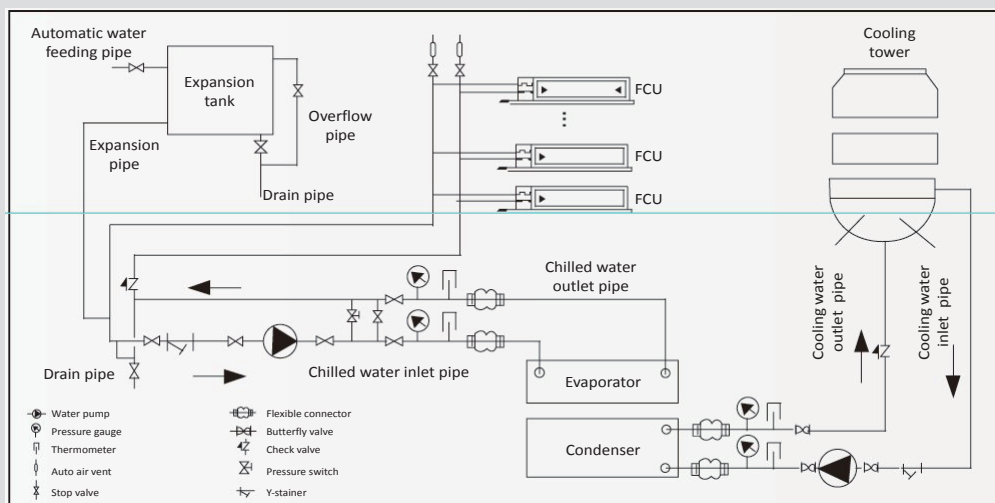 Automatic water
feeding pipe
Expansion
tank
Overflow
pipe
Expansion
pipe
Drain pipe
FCU
FCU
FCU
Cooling
tower
Chilled water
outlet pipe
Cooling water
outlet pipe
Cooling water
inlet pipe
Drain pipe
Chilled water inlet pipe
Evaporator
Condenser
Water pump
Pressure gauge
Thermometer
Auto air vent
Stop valve
Flexible connector
Butterfly valve
Check valve
Pressure switch
Y-stainer